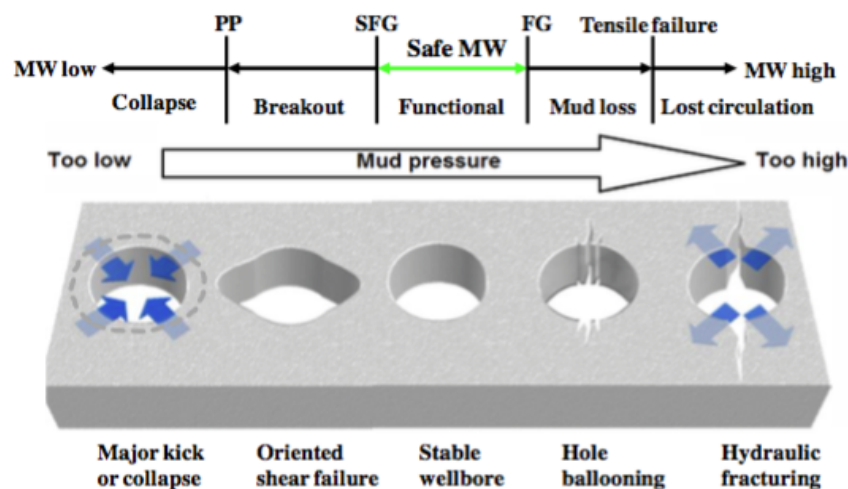 PP SFG FG Tensile failure
Safe MW
MW low MW high
Collapse Breakout Functional Mud loss Lost circulation
Too low Mud pressure Too high
Major kick Oriented Stable Hole Hydraulic
or collapse shear failure wellbore ballooning fracturing